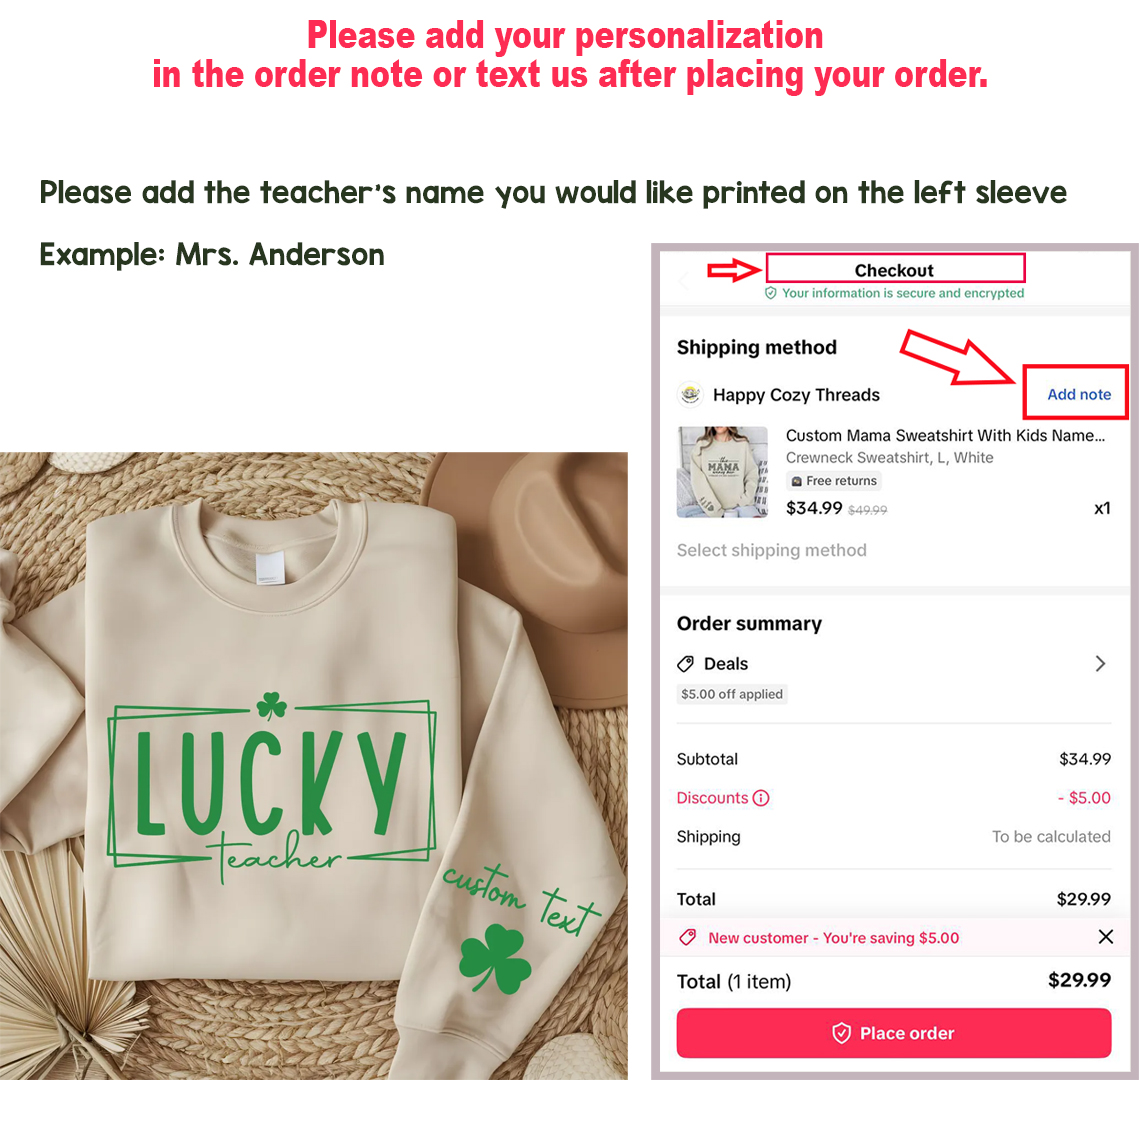 Please add your personalization
in the order note or text us after placing your order.
Please add the teacher's name you would like printed on the left sleeve
Example: Mrs. Anderson
LUCKY
teacher
custom text
Checkout
Your information is secure and encrypted
Shipping method
Happy Cozy Threads
Add note
Custom Mama Sweatshirt With Kids Name...
Crewneck Sweatshirt, L, White
Free returns
$34.99 $49.99
x1
MAMA
Select shipping method
Order summary
Deals
$5.00 off applied
Subtotal $34.99
Discounts - $5.00
Shipping To be calculated
Total $29.99
New customer - You're saving $5.00
Total (1 item) $29.99
Place order